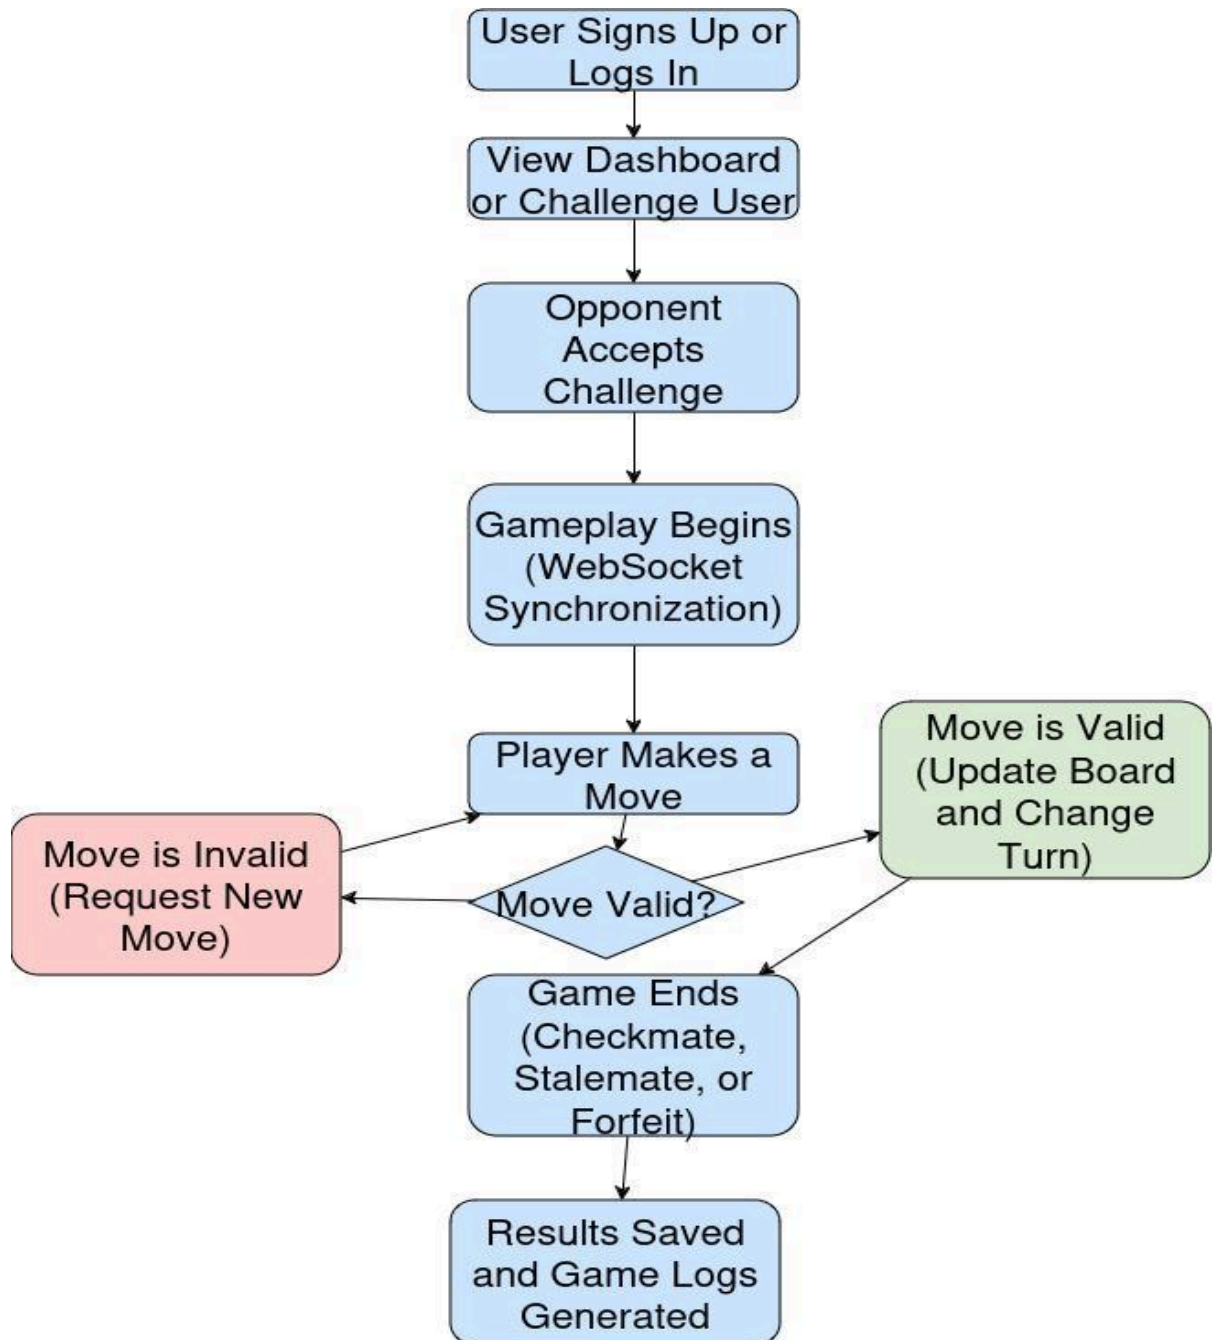 User Signs Up or
Logs In
View Dashboard
or Challenge User
Opponent
Accepts
Challenge
Gameplay Begins
(WebSocket
Synchronization)
Player Makes a
Move
Move is Valid
(Update Board
and Change
Turn)
Move is Invalid
(Request New
Move)
Move Valid?
Game Ends
(Checkmate,
Stalemate, or
Forfeit)
Results Saved
and Game Logs
Generated